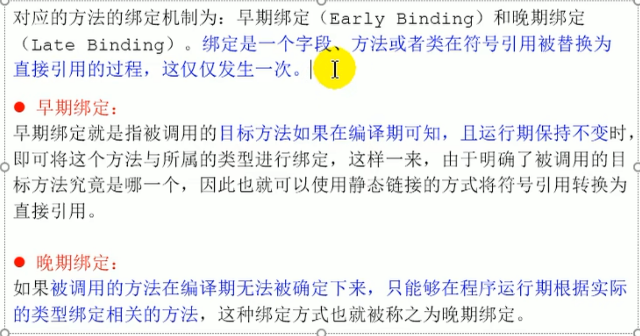 对应的方法的绑定机制为：早期绑定（Early Binding）和晚期绑定
（Late Binding）。绑定是一个字段、方法或者类在符号引用被替换为
直接引用的过程，这仅仅发生一次。
● 早期绑定：
早期绑定就是指被调用的目标方法如果在编译期可知，且运行期保持不变时，
即可将这个方法与所属的类型进行绑定，这样一来，由于明确了被调用的目
标方法究竟是哪一个，因此也就可以使用静态链接的方式将符号引用转换为
直接引用。
● 晚期绑定：
如果被调用的方法在编译期无法被确定下来，只能够在程序运行期根据实际
的类型绑定相关的方法，这种绑定方式也就被称之为晚期绑定。